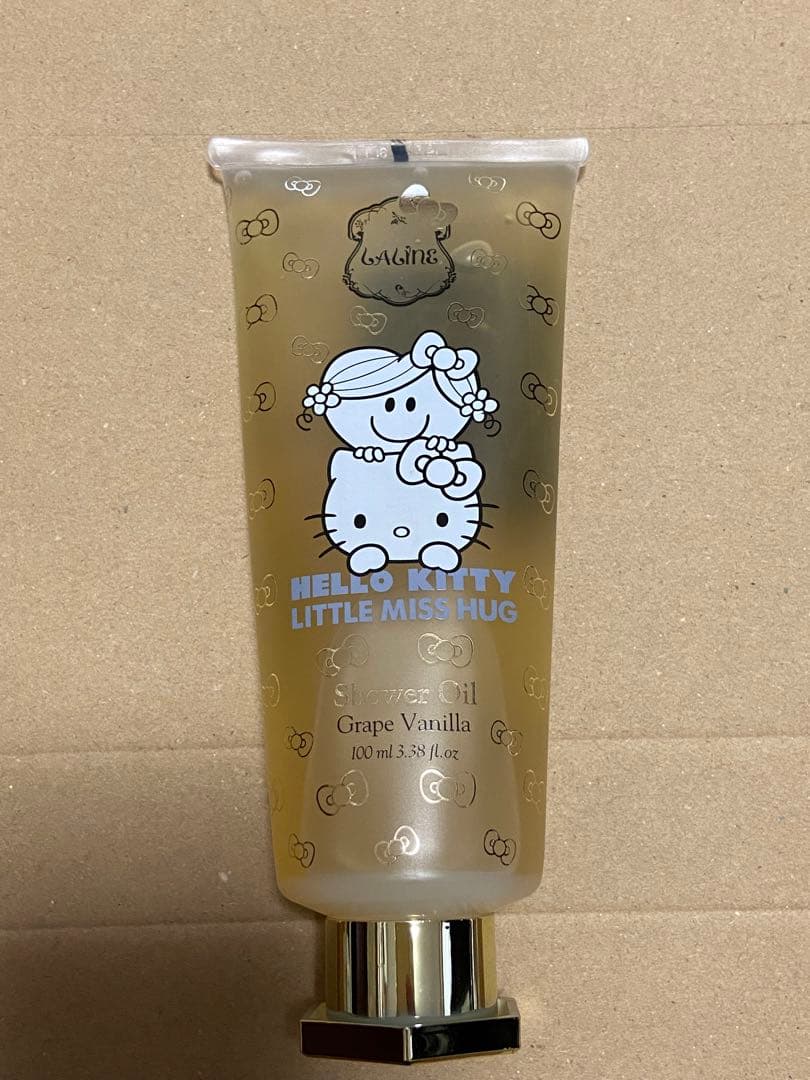 LALINE
HELLO KITTY
LITTLE MISS HUG
Shower Oil
Grape Vanilla
100 ml 3.38 fl.oz